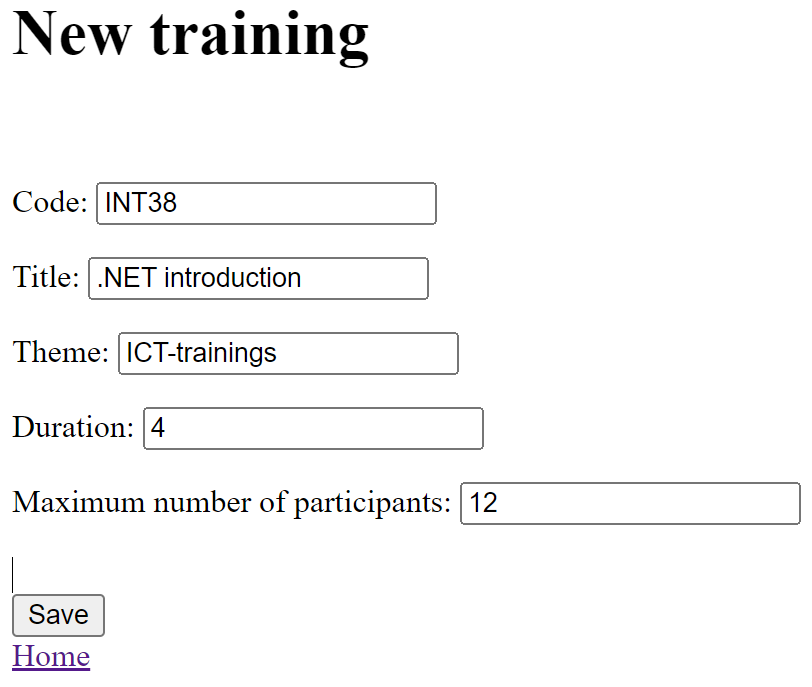 New training
Code: INT38
Title: .NET introduction
Theme: ICT-trainings
Duration: 4
Maximum number of participants: 12
Save
Home